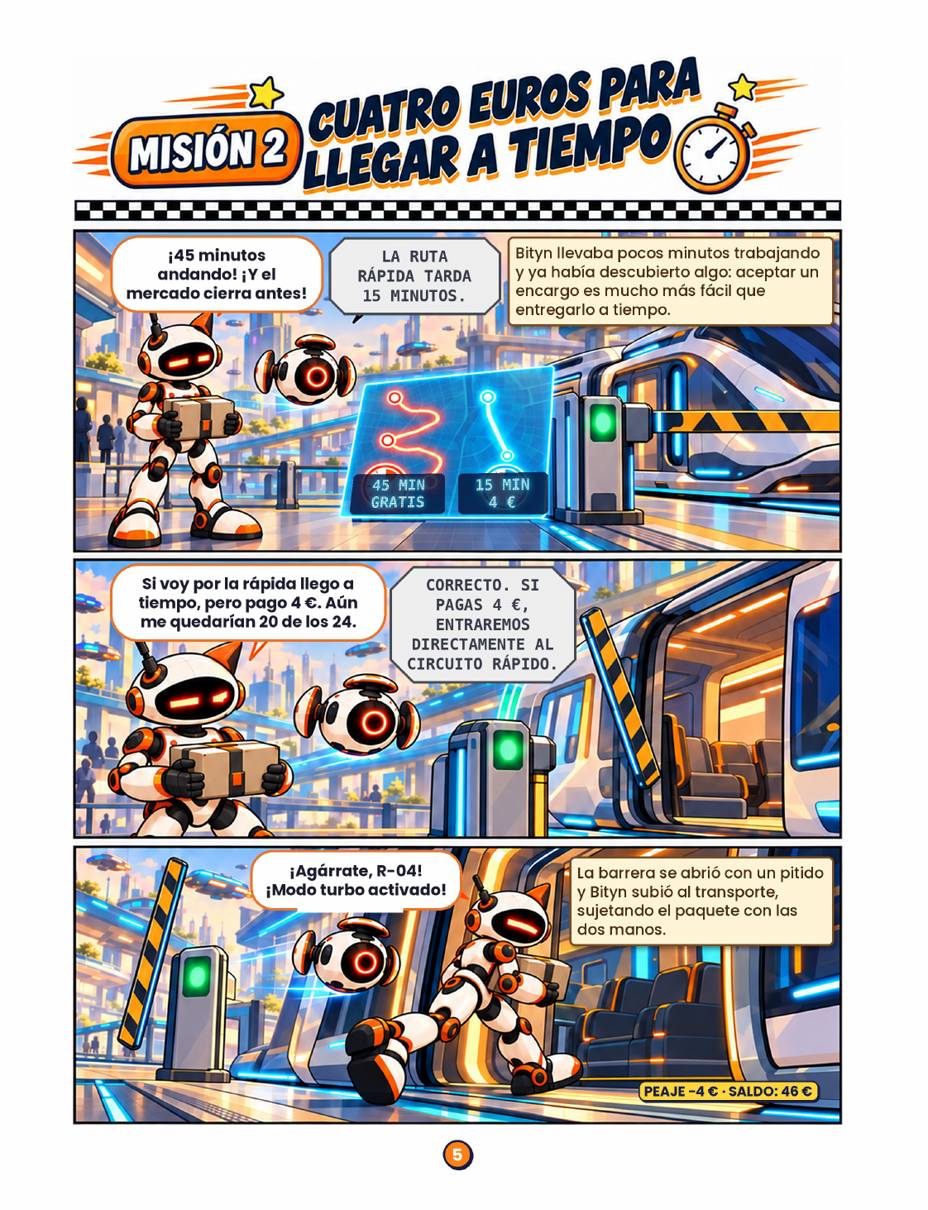 MISIÓN 2
CUATRO EUROS PARA
LLEGAR A TIEMPO
¡45 minutos
andando! ¡Y el
mercado cierra antes!
LA RUTA
RÁPIDA TARDA
15 MINUTOS.
Bityn llevaba pocos minutos trabajando
y ya había descubierto algo: aceptar un
encargo es mucho más fácil que
entregarlo a tiempo.
45 MIN
GRATIS
15 MIN
4 €
Si voy por la rápida llego a
tiempo, pero pago 4 €. Aún
me quedarían 20 de los 24.
CORRECTO. SI
PAGAS 4 €,
ENTRAREMOS
DIRECTAMENTE AL
CIRCUITO RÁPIDO.
¡Agárrate, R-04!
¡Modo turbo activado!
La barrera se abrió con un pitido
y Bityn subió al transporte,
sujetando el paquete con las
dos manos.
PEAJE -4 € · SALDO: 46 €
5